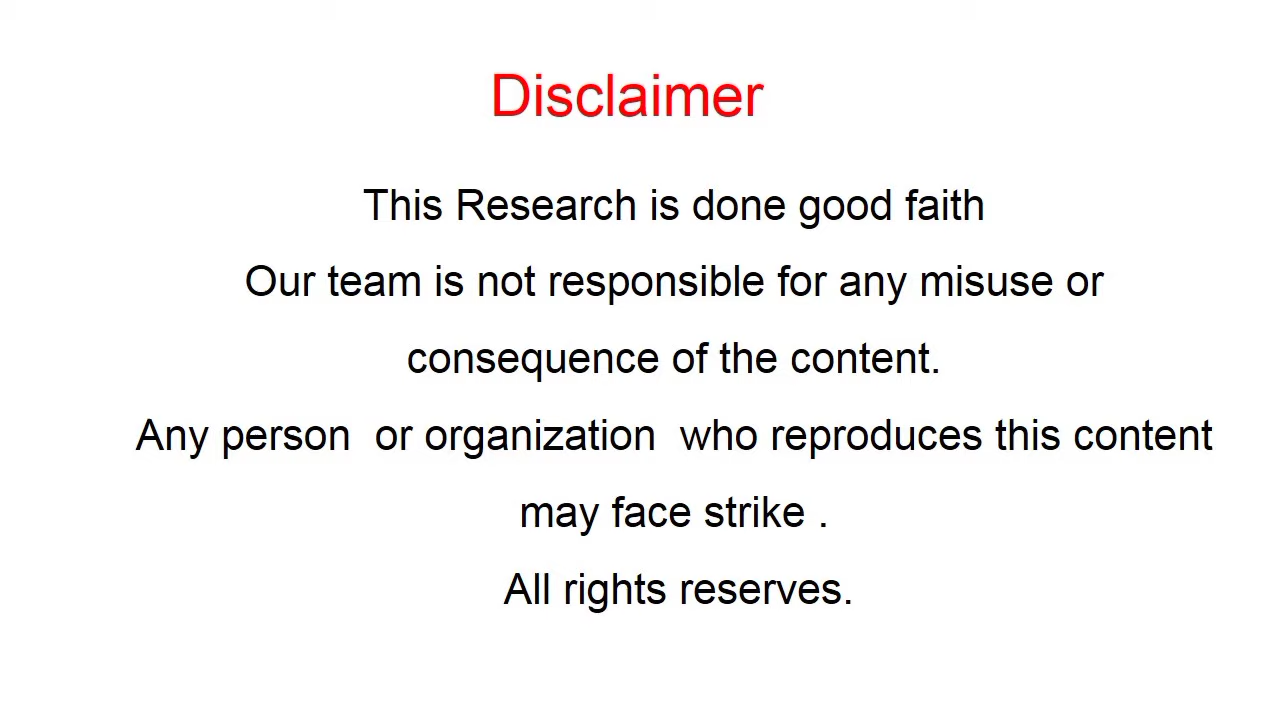 Disclaimer
This Research is done good faith
Our team is not responsible for any misuse or
consequence of the content.
Any person  or organization  who reproduces this content
may face strike .
All rights reserves.